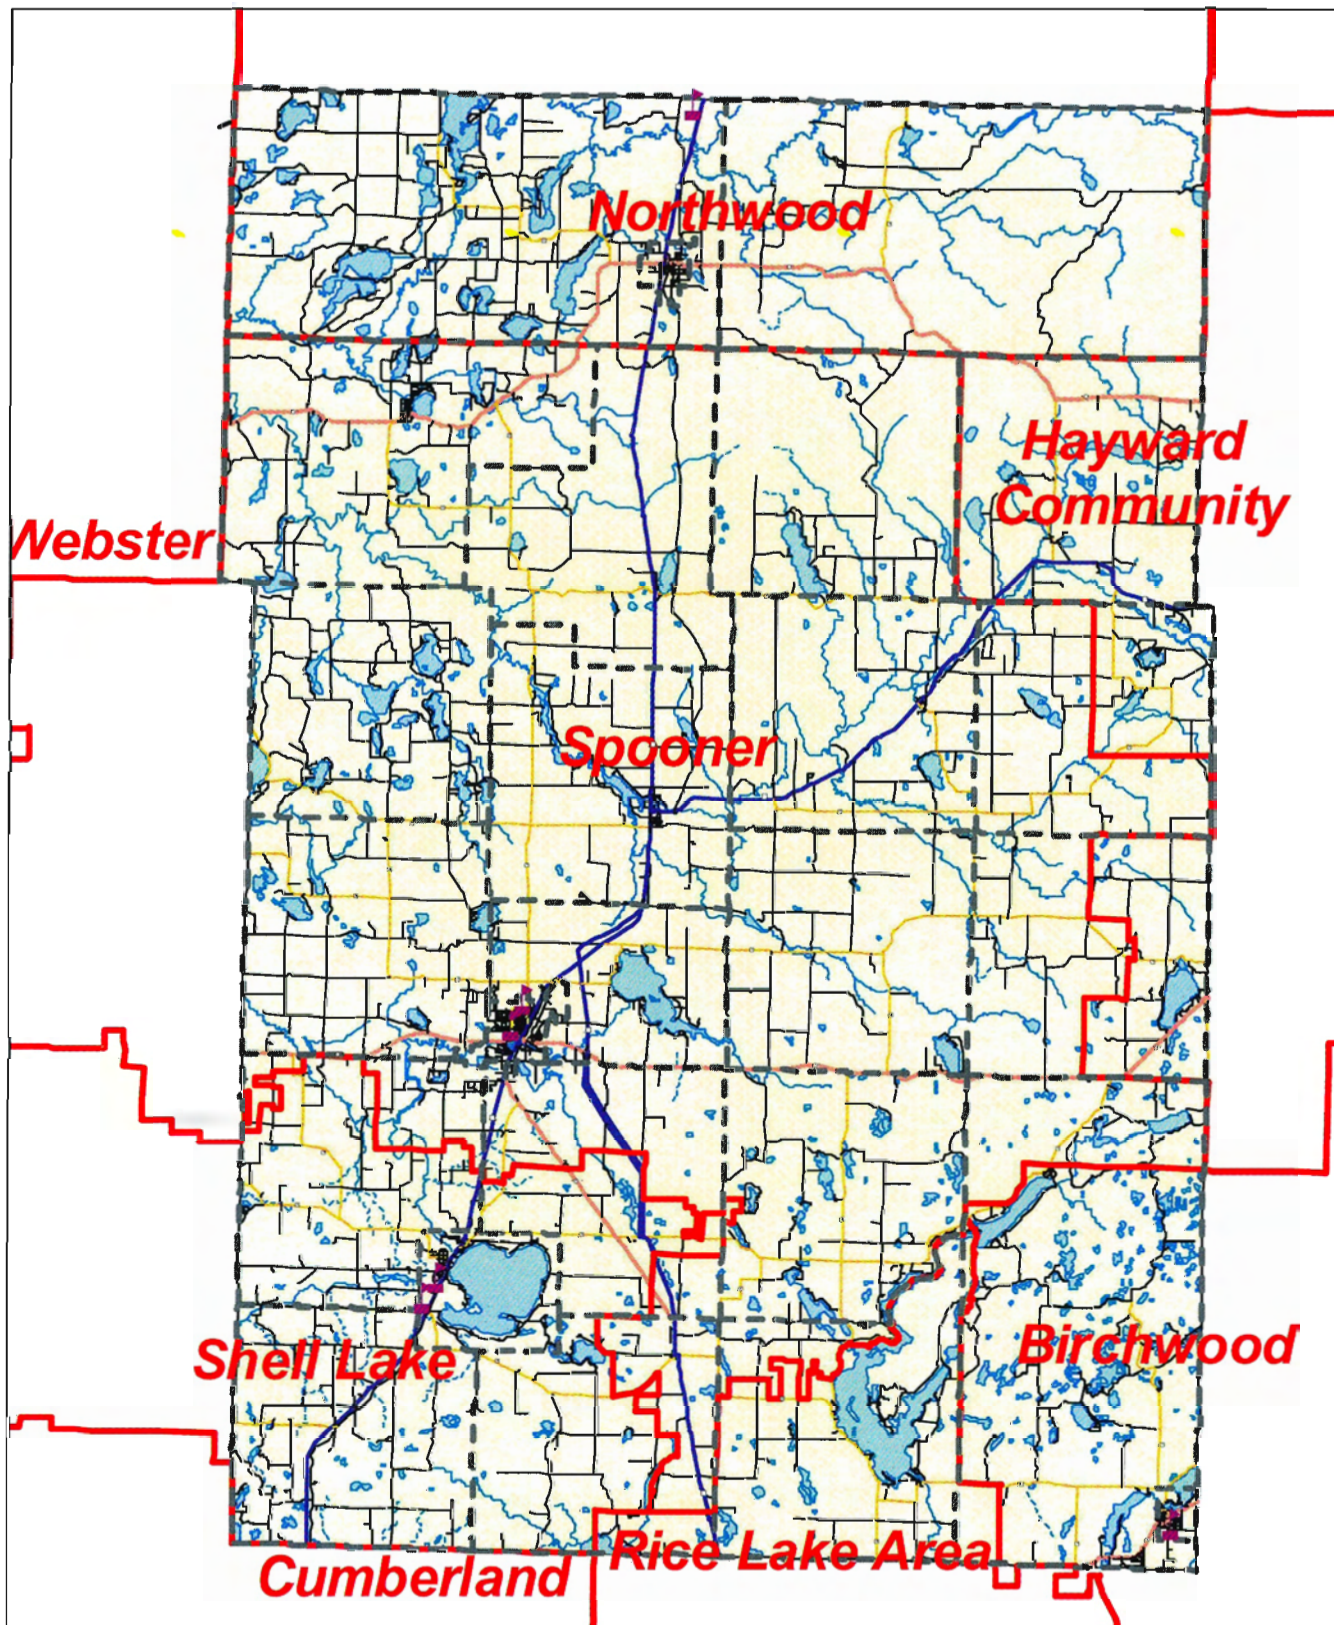 Northwood
Hayward
Community
Webster
Spooner
Shell Lake
Birchwood
Rice Lake Area
Cumberland